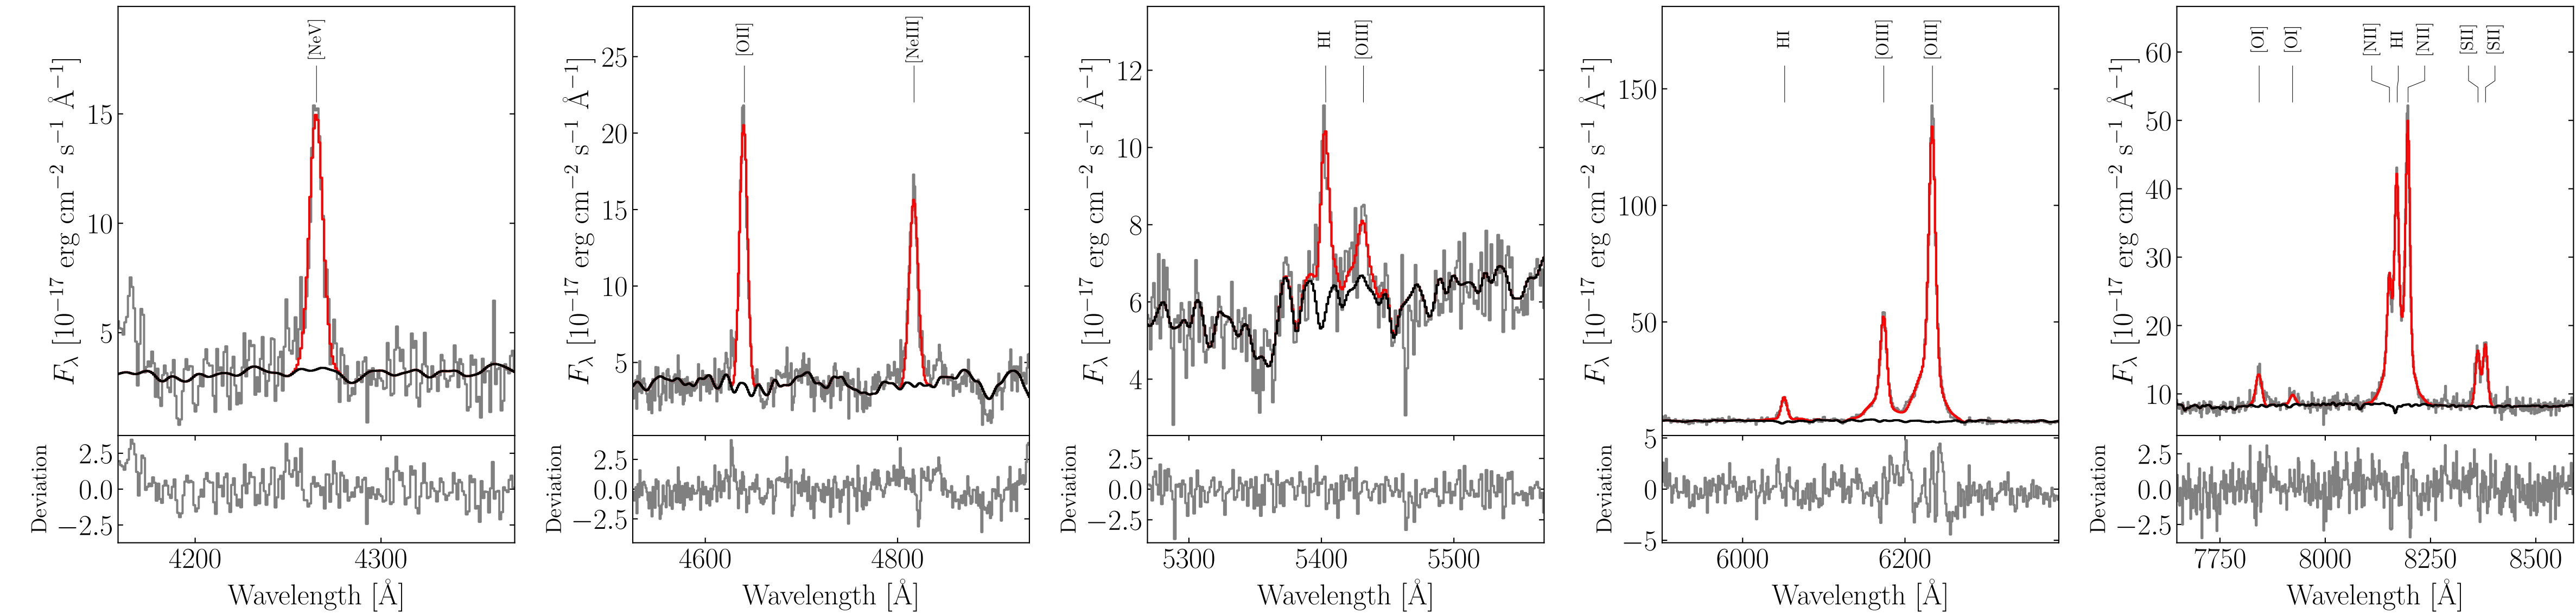 [NeV]
15
10
5
F_λ [10⁻¹⁷ erg cm⁻² s⁻¹ Å⁻¹]
2.5
0.0
−2.5
Deviation
4200 4300
Wavelength [Å]
[OII] [NeIII]
25
20
15
10
5
F_λ [10⁻¹⁷ erg cm⁻² s⁻¹ Å⁻¹]
2.5
0.0
−2.5
Deviation
4600 4800
Wavelength [Å]
HI [OIII]
12
10
8
6
4
F_λ [10⁻¹⁷ erg cm⁻² s⁻¹ Å⁻¹]
2.5
0.0
−2.5
Deviation
5300 5400 5500
Wavelength [Å]
HI [OIII] [OIII]
150
100
50
F_λ [10⁻¹⁷ erg cm⁻² s⁻¹ Å⁻¹]
5
0
−5
Deviation
6000 6200
Wavelength [Å]
[OI] [OI] [NII] HI [NII] [SII] [SII]
60
50
40
30
20
10
F_λ [10⁻¹⁷ erg cm⁻² s⁻¹ Å⁻¹]
2.5
0.0
−2.5
Deviation
7750 8000 8250 8500
Wavelength [Å]